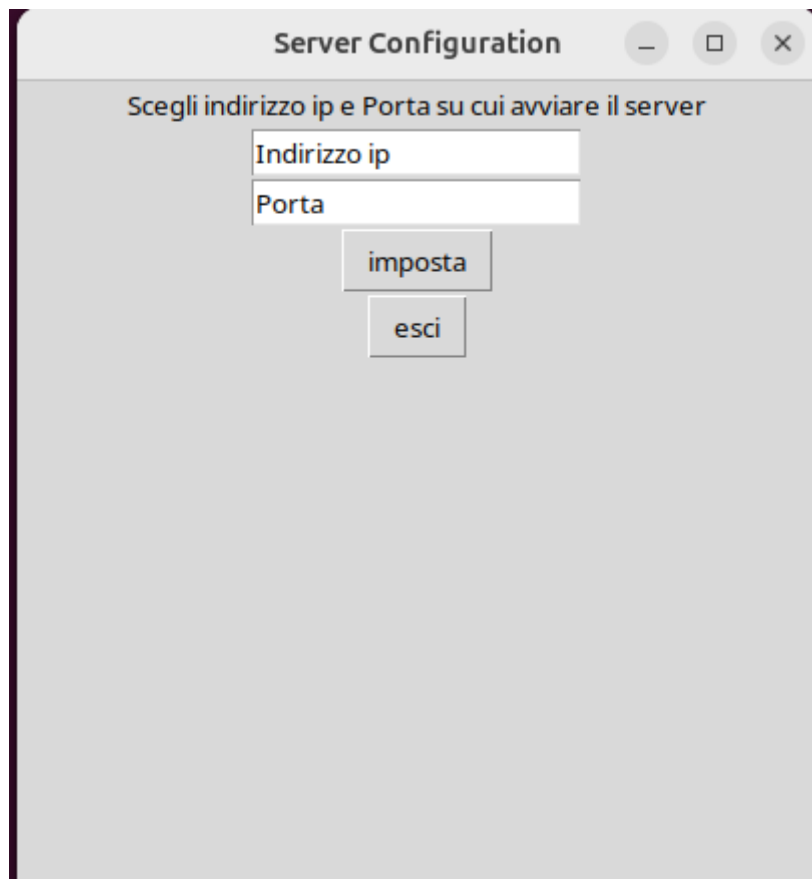 Server Configuration
Scegli indirizzo ip e Porta su cui avviare il server
Indirizzo ip
Porta
imposta
esci